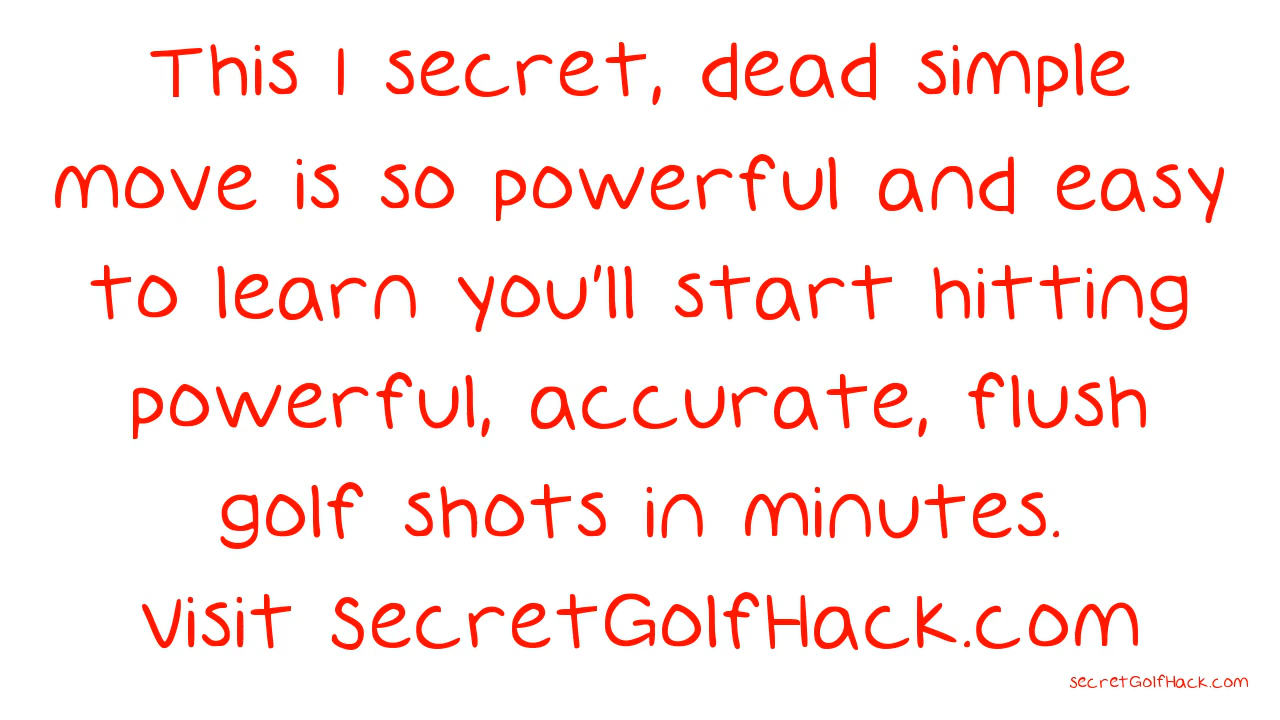 This 1 secret, dead simple
move is so powerful and easy
to learn you'll start hitting
powerful, accurate, flush
golf shots in minutes.
Visit SecretGolfHack.com
secretGolfHack.com